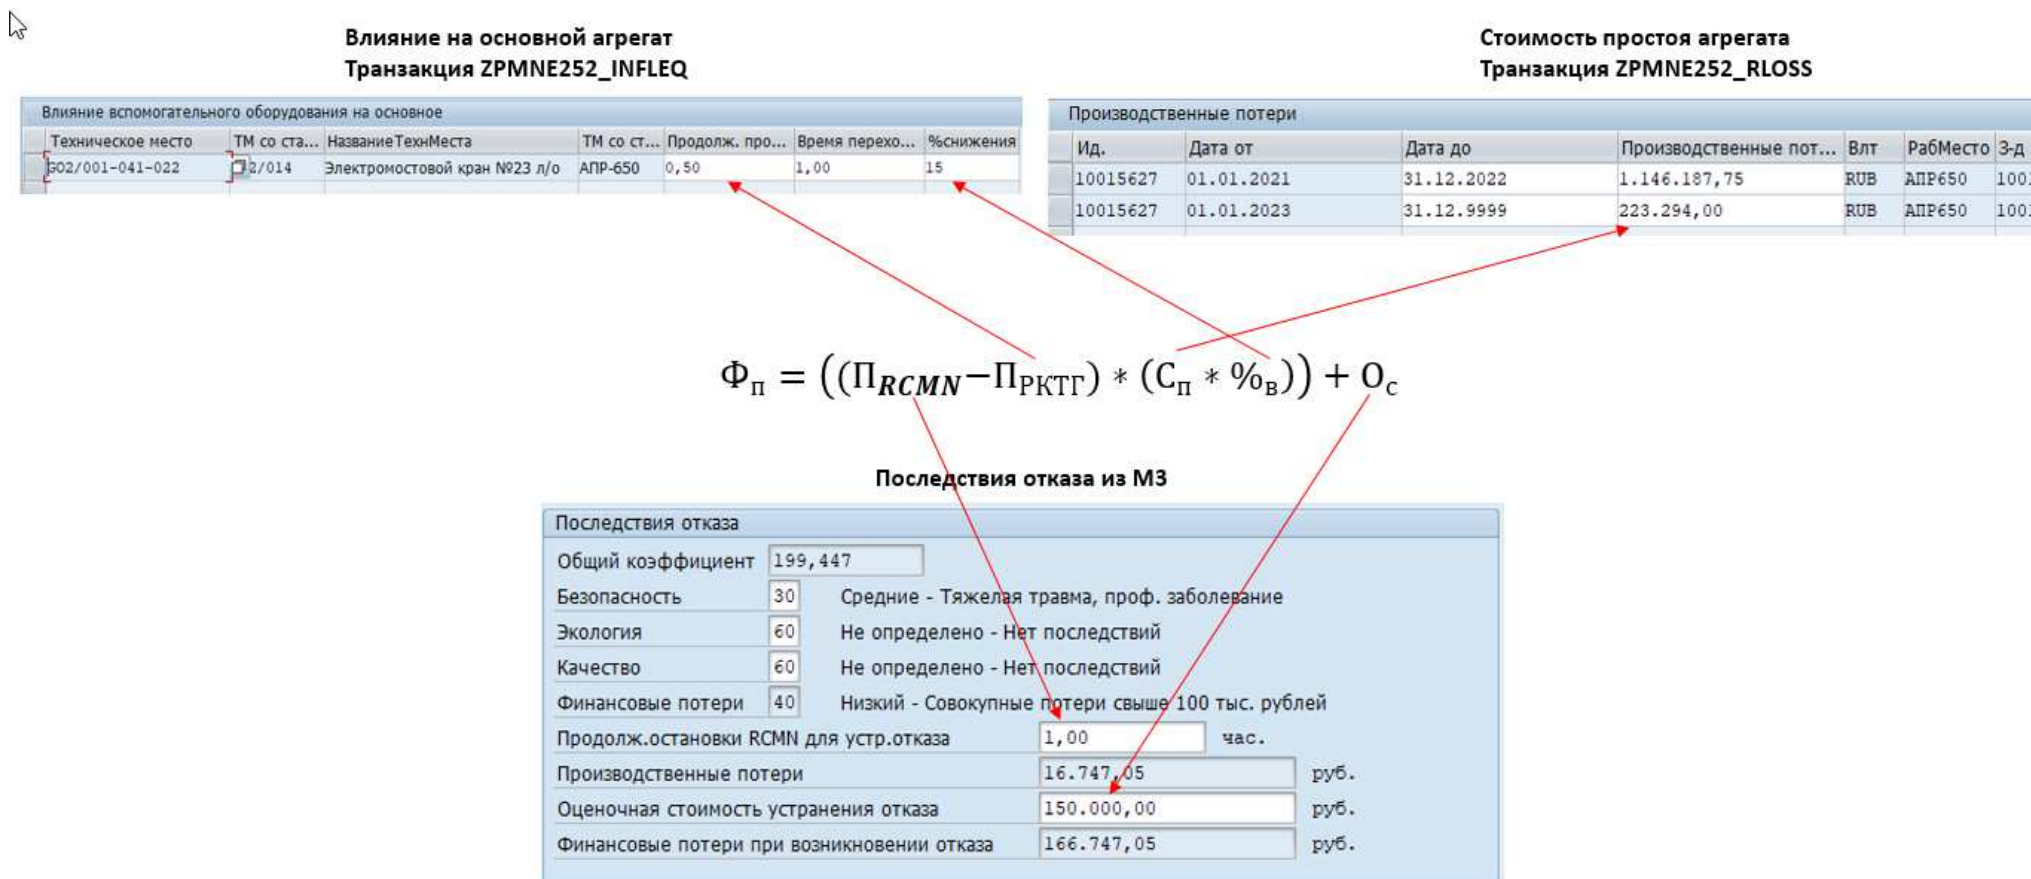 Влияние на основной агрегат
Транзакция ZPMNE252_INFLEQ
Стоимость простоя агрегата
Транзакция ZPMNE252_RLOSS
Влияние вспомогательного оборудования на основное
Техническое место ТМ со ста... НазваниеТехнМеста ТМ со ст... Продолж. про... Время перехо... %снижения
GO2/001-041-022 2/014 Электромостовой кран №23 л/о АПР-650 0,50 1,00 15
Производственные потери
Ид. Дата от Дата до Производственные пот... Влт РабМесто З-д
10015627 01.01.2021 31.12.2022 1.146.187,75 RUB АПР650 100
10015627 01.01.2023 31.12.9999 223.294,00 RUB АПР650 100
Фп = ((ПRCMN−ПРКТГ) * (Сп * %в)) + Ос
Последствия отказа из МЗ
Последствия отказа
Общий коэффициент 199,447
Безопасность 30 Средние - Тяжелая травма, проф. заболевание
Экология 60 Не определено - Нет последствий
Качество 60 Не определено - Нет последствий
Финансовые потери 40 Низкий - Совокупные потери свыше 100 тыс. рублей
Продолж.остановки RCMN для устр.отказа 1,00 час.
Производственные потери 16.747,05 руб.
Оценочная стоимость устранения отказа 150.000,00 руб.
Финансовые потери при возникновении отказа 166.747,05 руб.